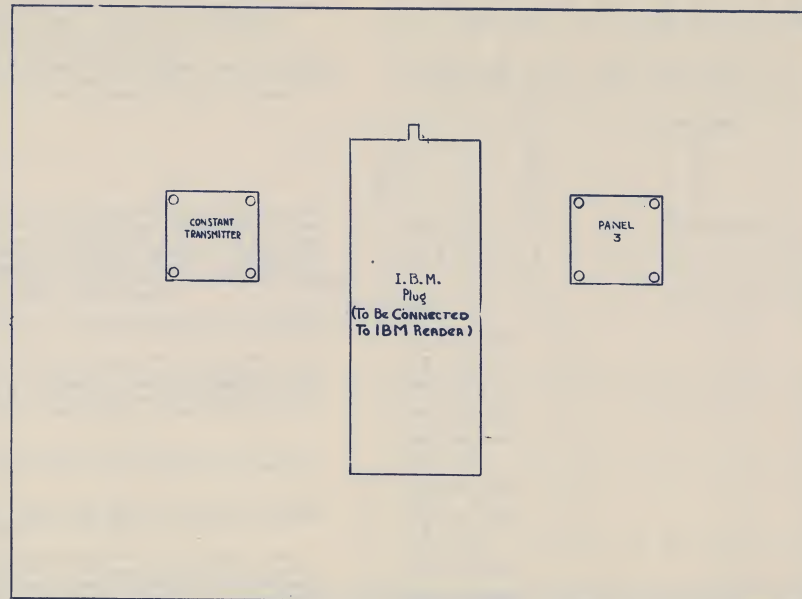 CONSTANT
TRANSMITTER
I.B.M.
Plug
(To Be Connected
To IBM Reader)
PANEL
3